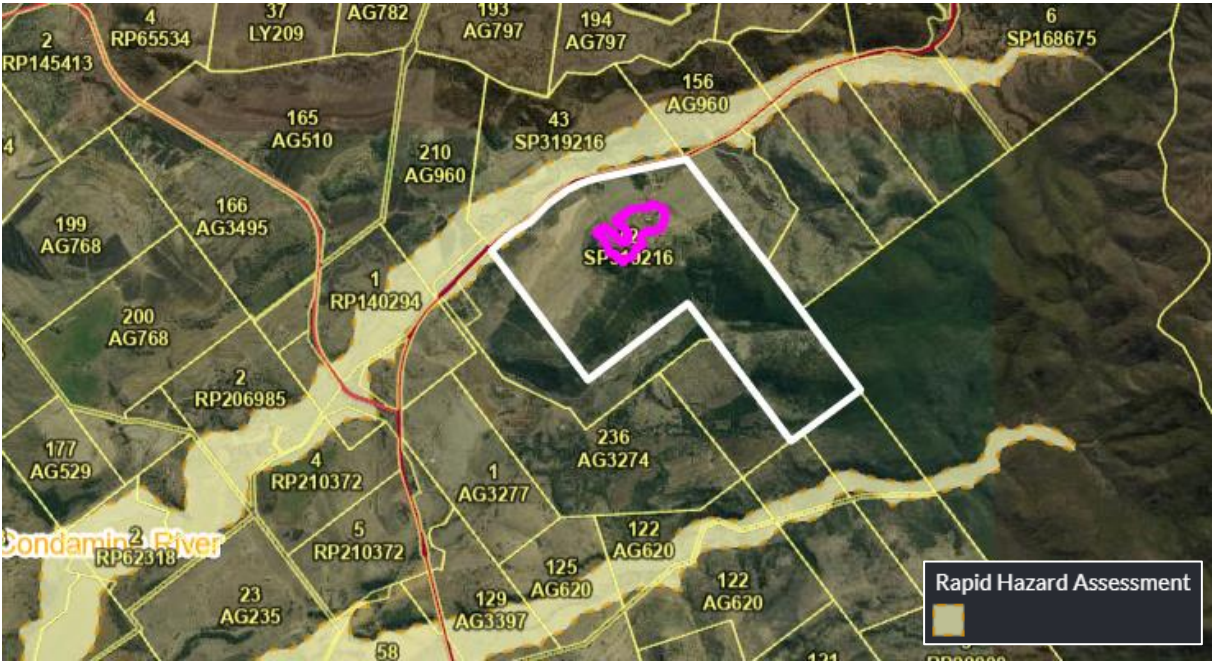 4
RP65534
37
LY209
AG782
193
AG797
194
AG797
6
SP168675
2
RP145413
165
AG510
156
AG960
43
SP319216
4
210
AG960
199
AG768
166
AG3495
SP319216
1
RP140294
200
AG768
2
RP206985
177
AG529
4
RP210372
236
AG3274
1
AG3277
Condamine River
2
RP62318
5
RP210372
122
AG620
125
AG620
122
AG620
23
AG235
129
AG3397
58
121
Rapid Hazard Assessment